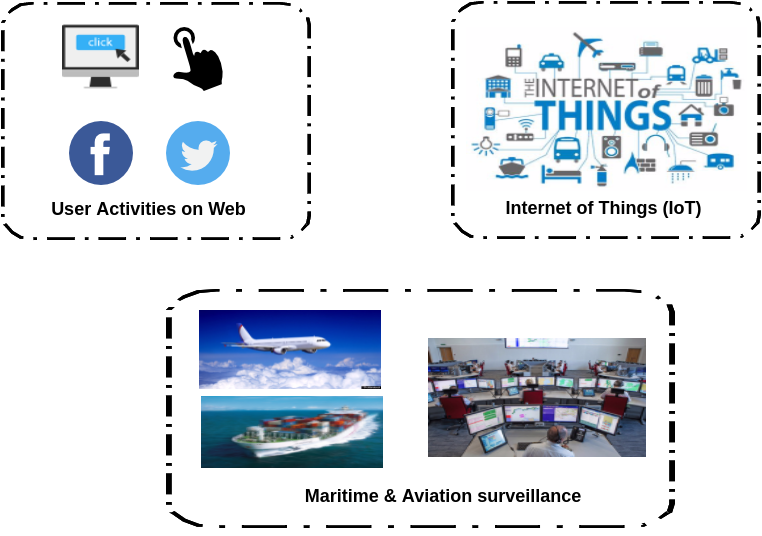 click
f
User Activities on Web
THE INTERNET of
THINGS
Internet of Things (IoT)
Maritime & Aviation surveillance